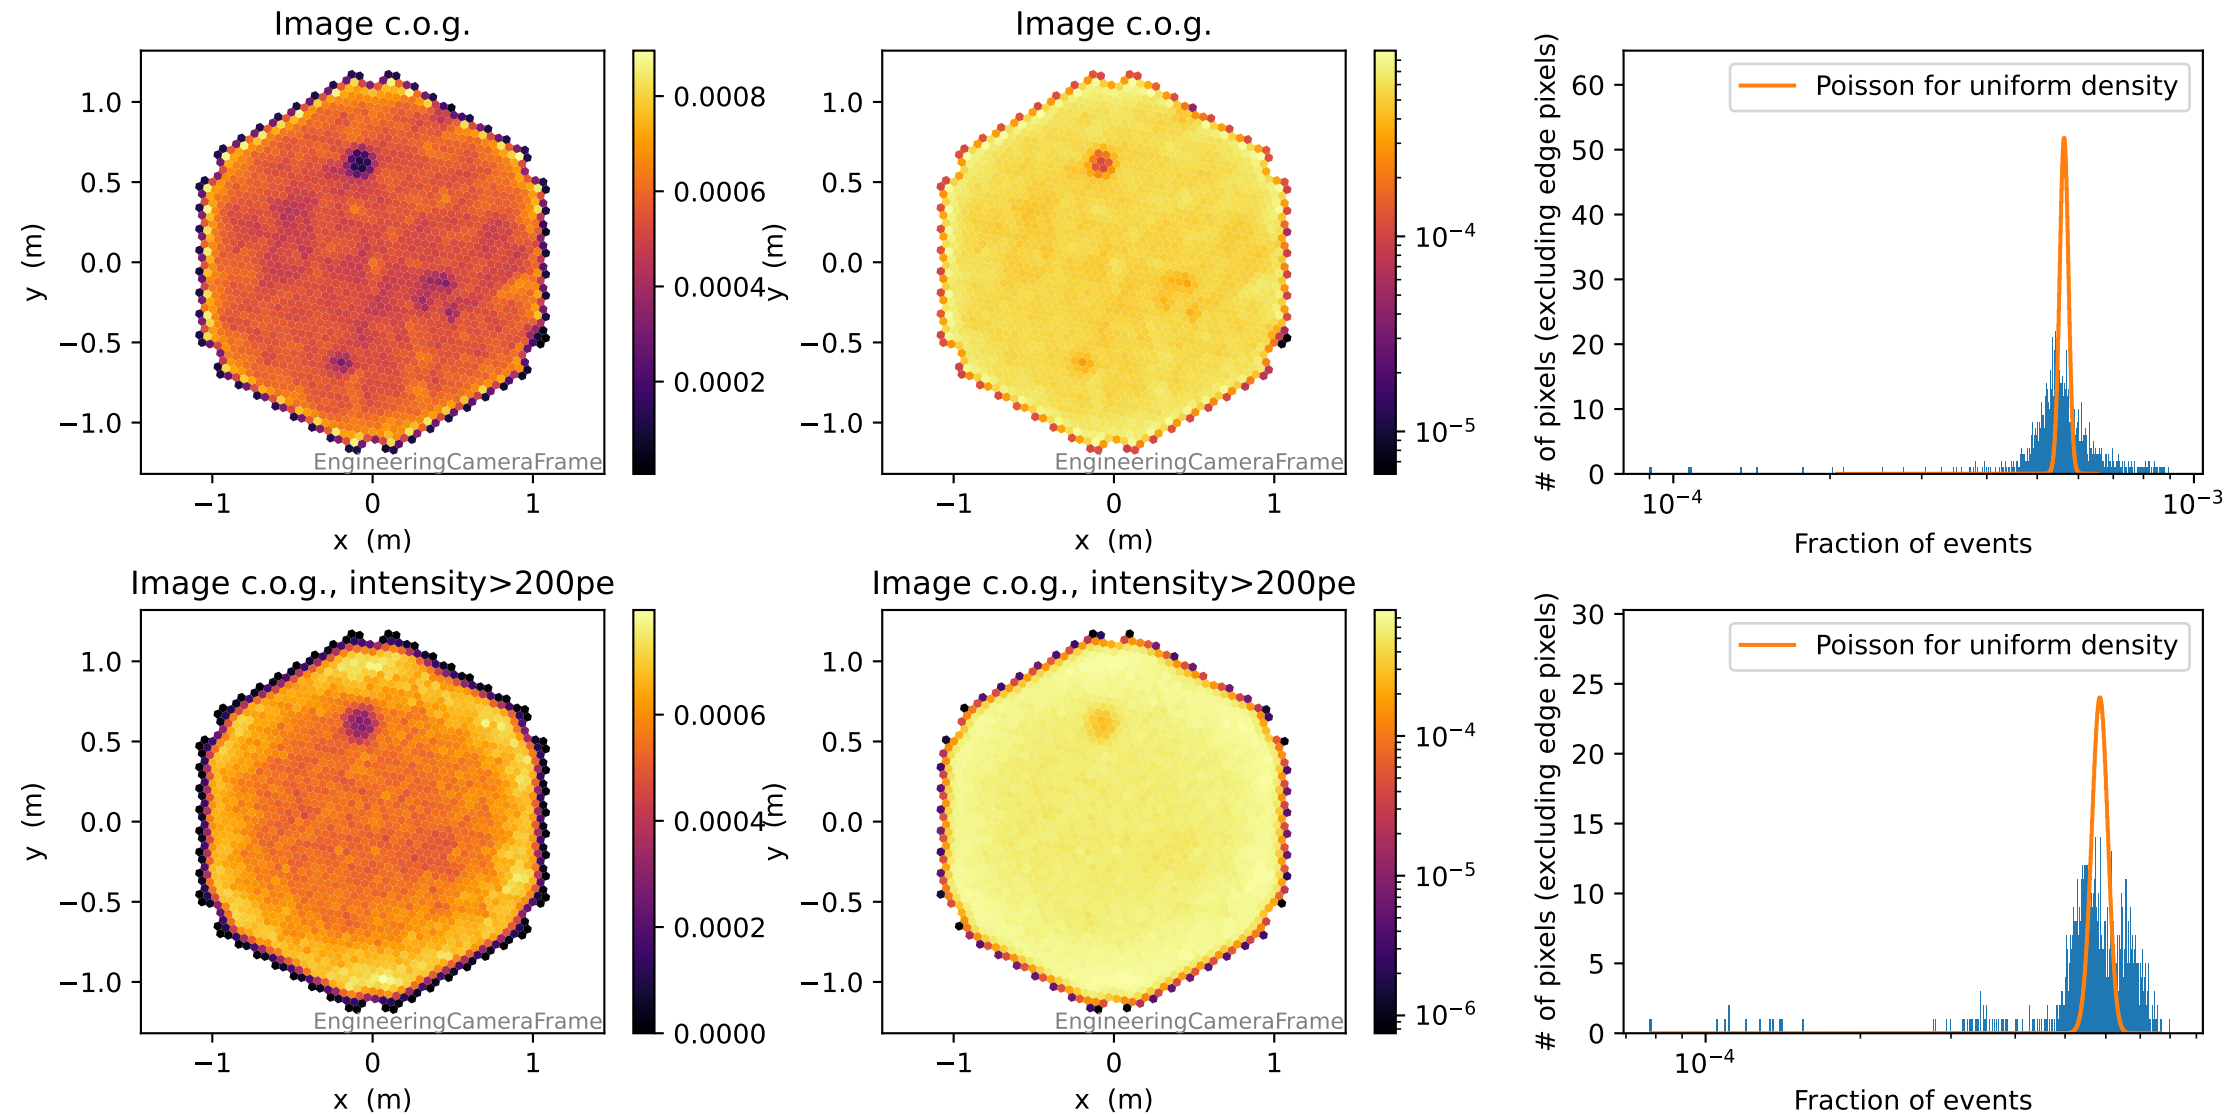 Image c.o.g.
1.0
0.5
0.0
−0.5
−1.0
y (m)
−1
0
1
x (m)
EngineeringCameraFrame
0.0008
0.0006
0.0004
0.0002
Image c.o.g.
1.0
0.5
0.0
−0.5
−1.0
y (m)
−1
0
1
x (m)
EngineeringCameraFrame
10⁻⁴
10⁻⁵
# of pixels (excluding edge pixels)
60
50
40
30
20
10
0
Poisson for uniform density
10⁻⁴
10⁻³
Fraction of events
Image c.o.g., intensity>200pe
1.0
0.5
0.0
−0.5
−1.0
y (m)
−1
0
1
x (m)
EngineeringCameraFrame
0.0006
0.0004
0.0002
0.0000
Image c.o.g., intensity>200pe
1.0
0.5
0.0
−0.5
−1.0
y (m)
−1
0
1
x (m)
EngineeringCameraFrame
10⁻⁴
10⁻⁵
10⁻⁶
# of pixels (excluding edge pixels)
30
25
20
15
10
5
0
Poisson for uniform density
10⁻⁴
Fraction of events